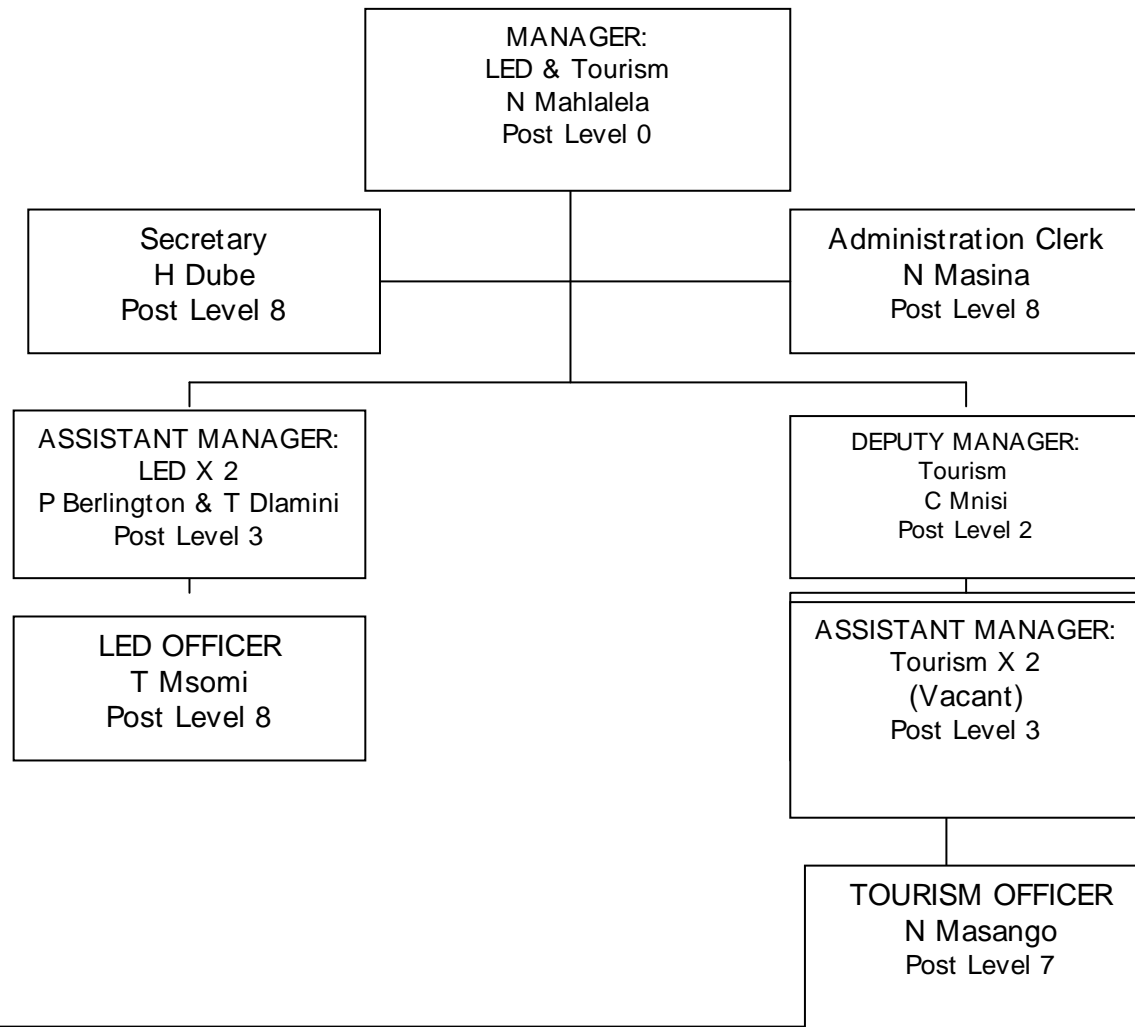 MANAGER:
LED & Tourism
N Mahlalela
Post Level 0
Secretary
H Dube
Post Level 8
Administration Clerk
N Masina
Post Level 8
ASSISTANT MANAGER:
LED X 2
P Berlington & T Dlamini
Post Level 3
DEPUTY MANAGER:
Tourism
C Mnisi
Post Level 2
LED OFFICER
T Msomi
Post Level 8
ASSISTANT MANAGER:
Tourism X 2
(Vacant)
Post Level 3
TOURISM OFFICER
N Masango
Post Level 7